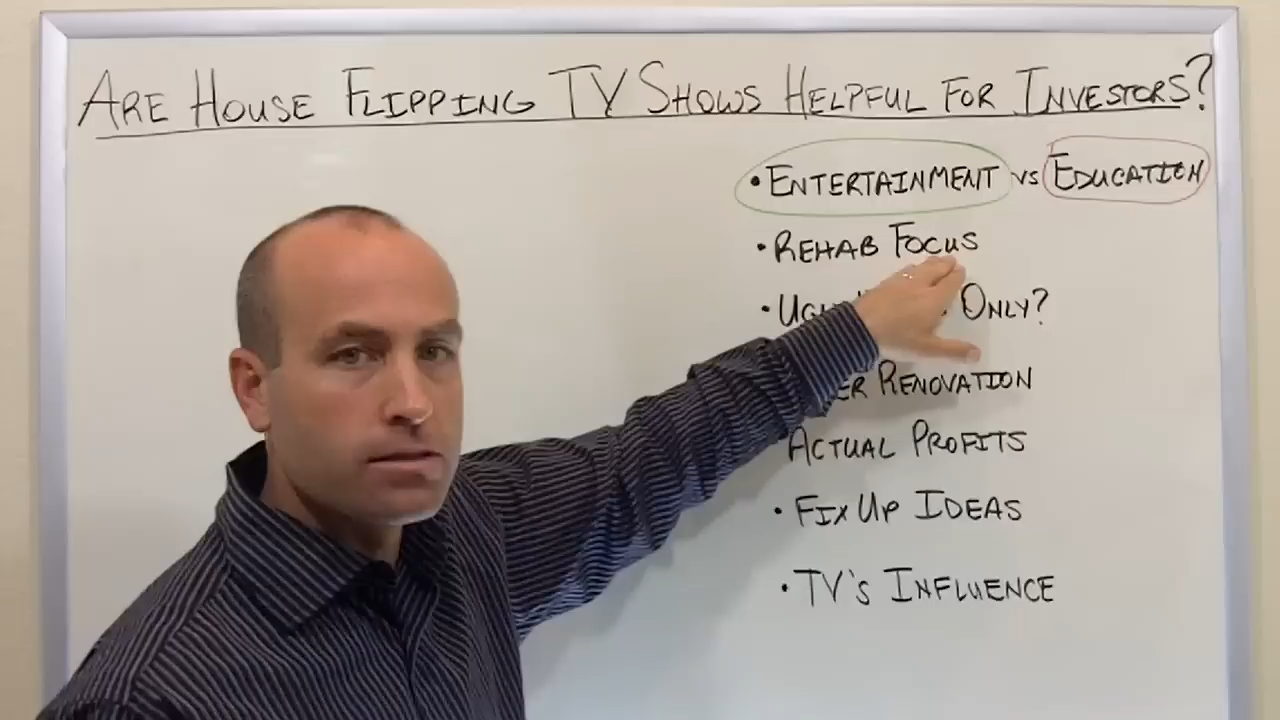 ARE HOUSE FLIPPING TV SHOWS HELPFUL FOR INVESTORS?
• ENTERTAINMENT VS EDUCATION
• REHAB FOCUS
• ONLY?
RENOVATION
ACTUAL PROFITS
• FIX UP IDEAS
• TV'S INFLUENCE